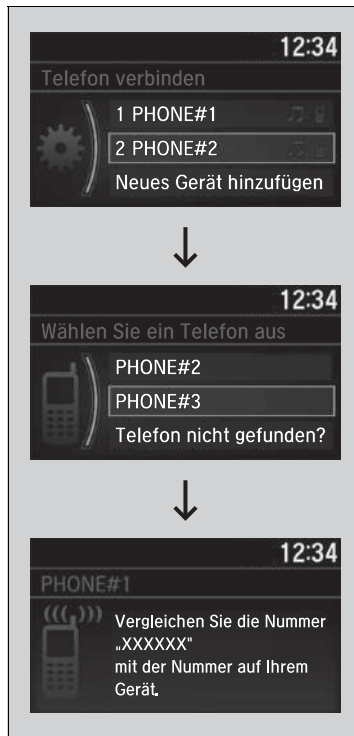 12:34
Telefon verbinden
1 PHONE#1
2 PHONE#2
Neues Gerät hinzufügen
12:34
Wählen Sie ein Telefon aus
PHONE#2
PHONE#3
Telefon nicht gefunden?
12:34
PHONE#1
Vergleichen Sie die Nummer
„XXXXXX"
mit der Nummer auf Ihrem
Gerät.